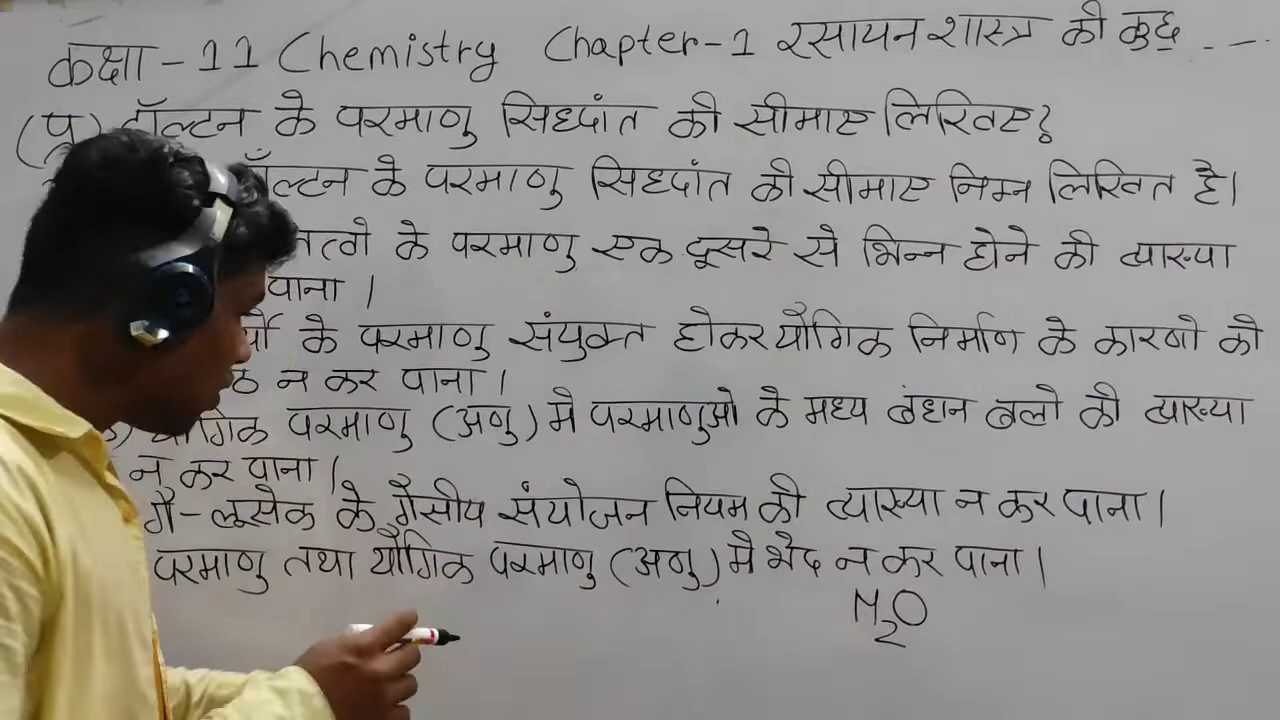 कक्षा - 11 Chemistry Chapter-1 रसायन शास्त्र की कुछ ---
(प्र) डॉल्टन के परमाणु सिध्दांत की सीमाए लिखिए?
ॉल्टन के परमाणु सिध्दांत की सीमाए निम्न लिखित है।
तत्वो के परमाणु एक दूसरे से भिन्न होने की व्याख्या
पाना।
के परमाणु संयुक्त होकर यौगिक निर्माण के कारणो को
न कर पाना।
यौगिक परमाणु (अणु) मे परमाणुओ के मध्य बंधन बलो की व्याख्या
न कर पाना।
गै-लूसेक के गैसीय संयोजन नियम की व्याख्या न कर पाना।
परमाणु तथा यौगिक परमाणु (अणु) मे भेद न कर पाना।
H2O